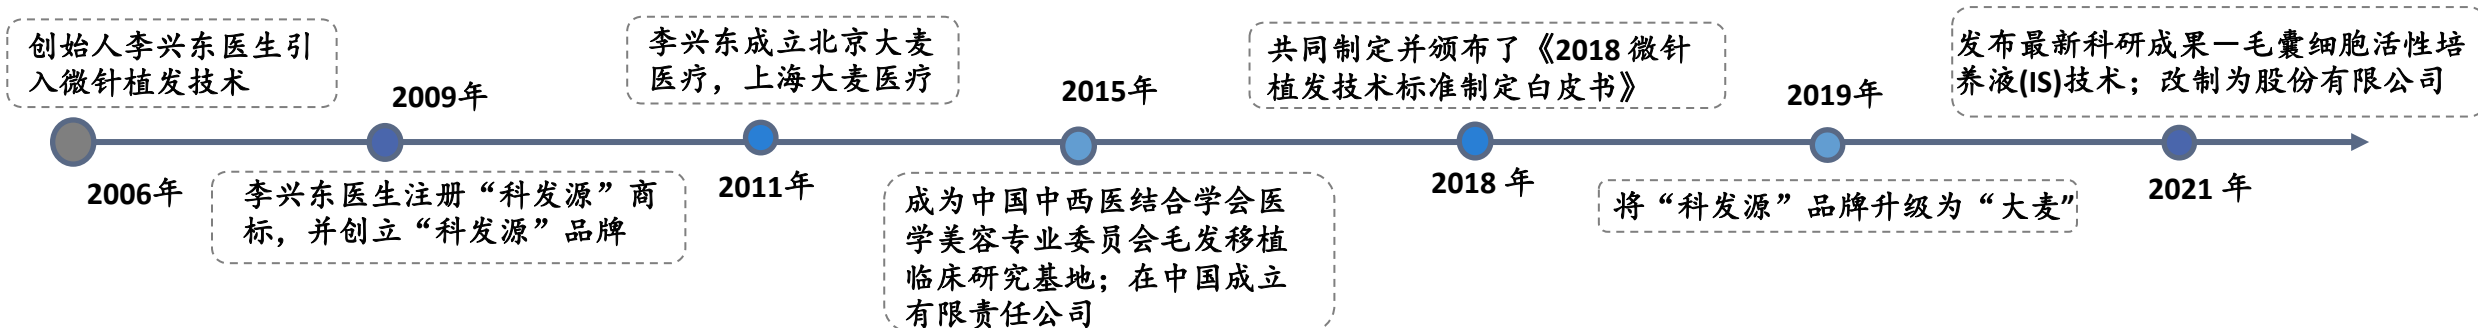 创始人李兴东医生引
入微针植发技术
2006年
2009年
李兴东医生注册“科发源”商
标，并创立“科发源”品牌
李兴东成立北京大麦
医疗，上海大麦医疗
2011年
2015年
成为中国中西医结合学会医
学美容专业委员会毛发移植
临床研究基地；在中国成立
有限责任公司
共同制定并颁布了《2018 微针
植发技术标准制定白皮书》
2018 年
2019年
将“科发源”品牌升级为“大麦”
发布最新科研成果－毛囊细胞活性培
养液(IS)技术；改制为股份有限公司
2021 年